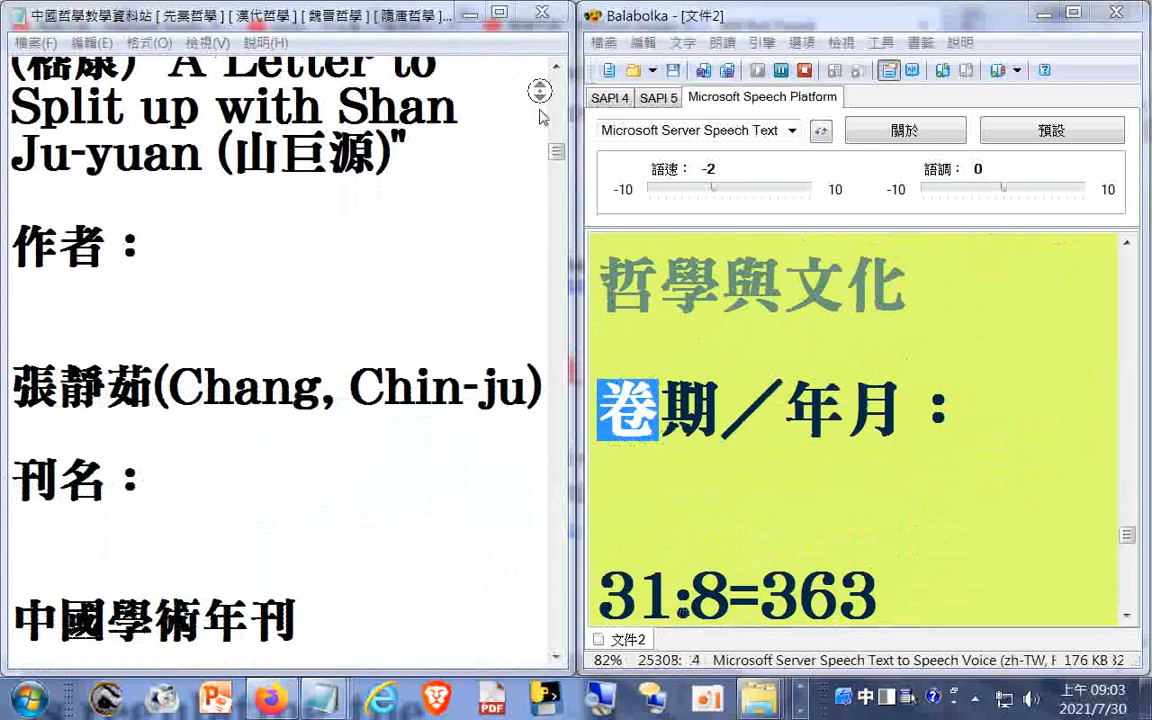 中國哲學教學資料站 [ 先秦哲學 ] [ 漢代哲學 ] [ 魏晉哲學 ] [ 隋唐哲學 ]...
檔案(F) 編輯(E) 格式(O) 檢視(V) 說明(H)
(嵇康) "A Letter to
Split up with Shan
Ju-yuan (山巨源)"
作者：
張靜茹(Chang, Chin-ju)
刊名：
中國學術年刊
Balabolka - [文件2]
檔案 編輯 文字 朗讀 引擎 選項 檢視 工具 書籤 說明
SAPI 4 SAPI 5 Microsoft Speech Platform
Microsoft Server Speech Text 關於 預設
語速： -2 語調： 0
-10 10 -10 10
哲學與文化
卷期／年月：
31:8=363
文件2
82% 25308: .4 Microsoff Server Speech Text to Speech Voice (zh-TW, F 176 KB
中
PDF
上午 09:03
2021/7/30